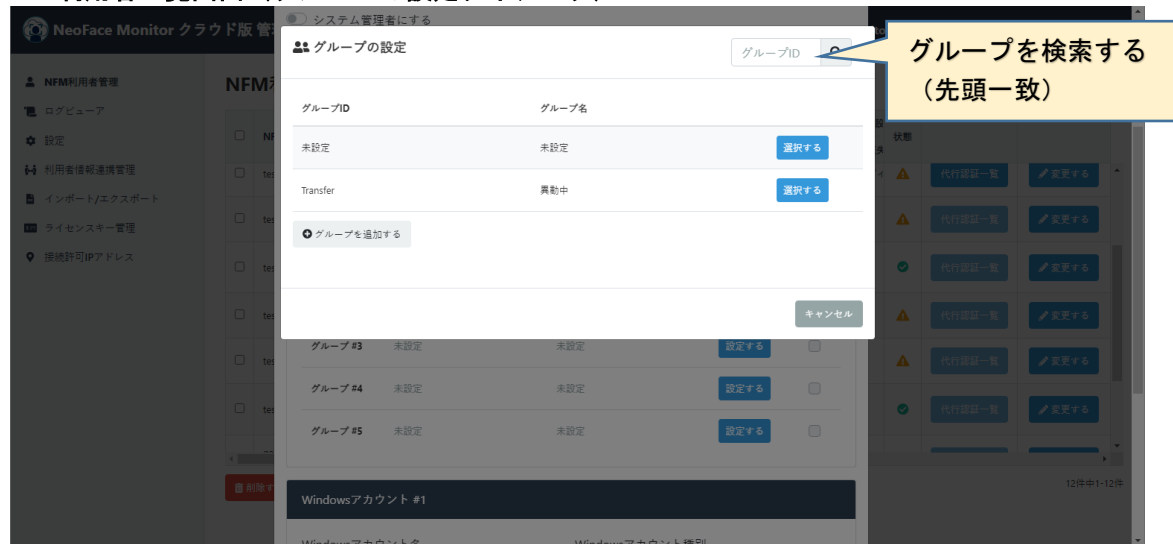 システム管理者にする
NeoFace Monitor クラウド版 管
グループの設定
グループID
グループを検索する
（先頭一致）
NFM利用者管理
ログビューア
設定
利用者情報連携管理
インポート/エクスポート
ライセンスキー管理
接続許可IPアドレス
グループID グループ名
未設定 未設定 選択する
Transfer 異動中 選択する
グループを追加する
キャンセル
状態
代行認証一覧 変更する
代行認証一覧 変更する
代行認証一覧 変更する
代行認証一覧 変更する
代行認証一覧 変更する
代行認証一覧 変更する
グループ #3 未設定 未設定 設定する
グループ #4 未設定 未設定 設定する
グループ #5 未設定 未設定 設定する
12件中1-12件
Windowsアカウント #1